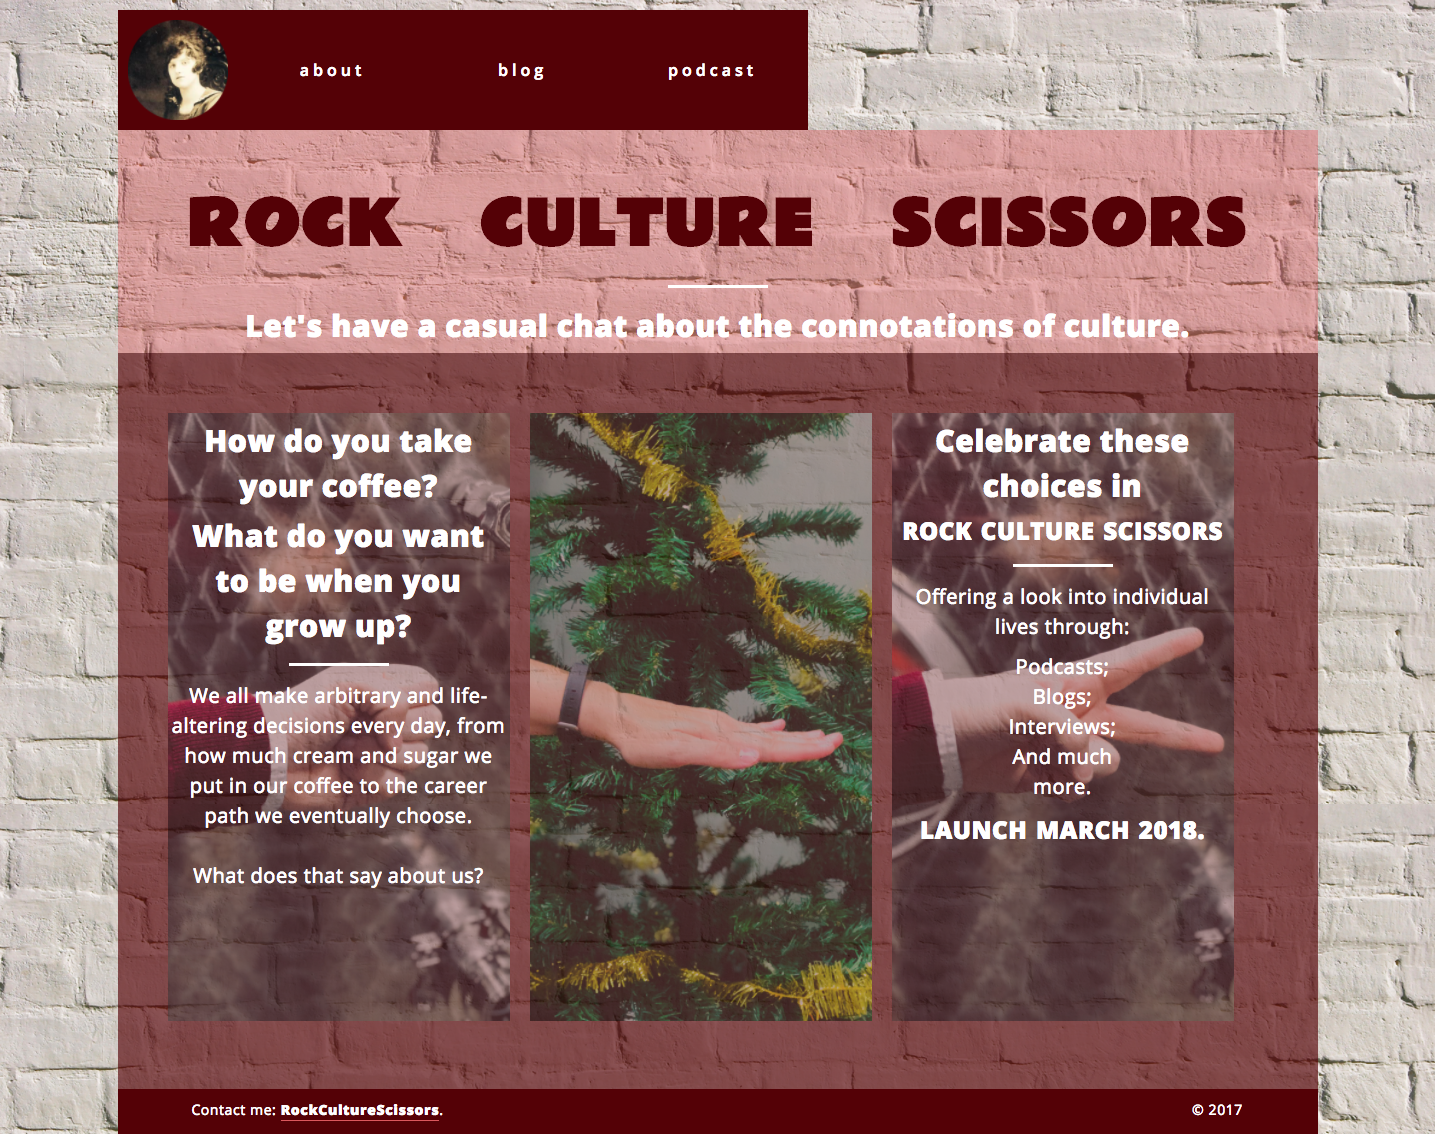 about blog podcast
ROCK CULTURE SCISSORS
Let's have a casual chat about the connotations of culture.
How do you take
your coffee?
What do you want
to be when you
grow up?
We all make arbitrary and life-
altering decisions every day, from
how much cream and sugar we
put in our coffee to the career
path we eventually choose.
What does that say about us?
Celebrate these
choices in
ROCK CULTURE SCISSORS
Offering a look into individual
lives through:
Podcasts;
Blogs;
Interviews;
And much
more.
LAUNCH MARCH 2018.
Contact me: RockCultureScissors.
© 2017